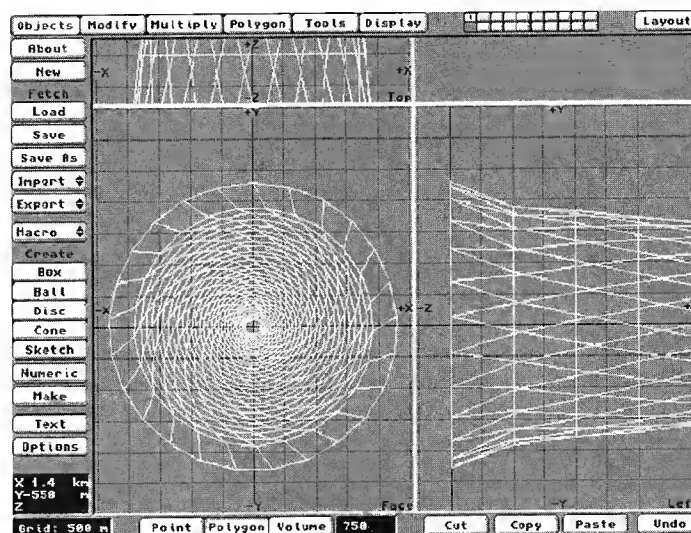 Objects Modify Multiply Polygon Tools Display 1 Layout
About
New
Fetch
Load
Save
Save As
Import
Export
Macro
Create
Box
Ball
Disc
Cone
Sketch
Numeric
Make
Text
Options
+Z
-X +X
-Z Top
+Y
-X +X
-Y Face
+Y
-Z
-Y Lef
X 1.4 km
Y-550 m
Z
Grid: 500 m Point Polygon Volume 750 Cut Copy Paste Undo